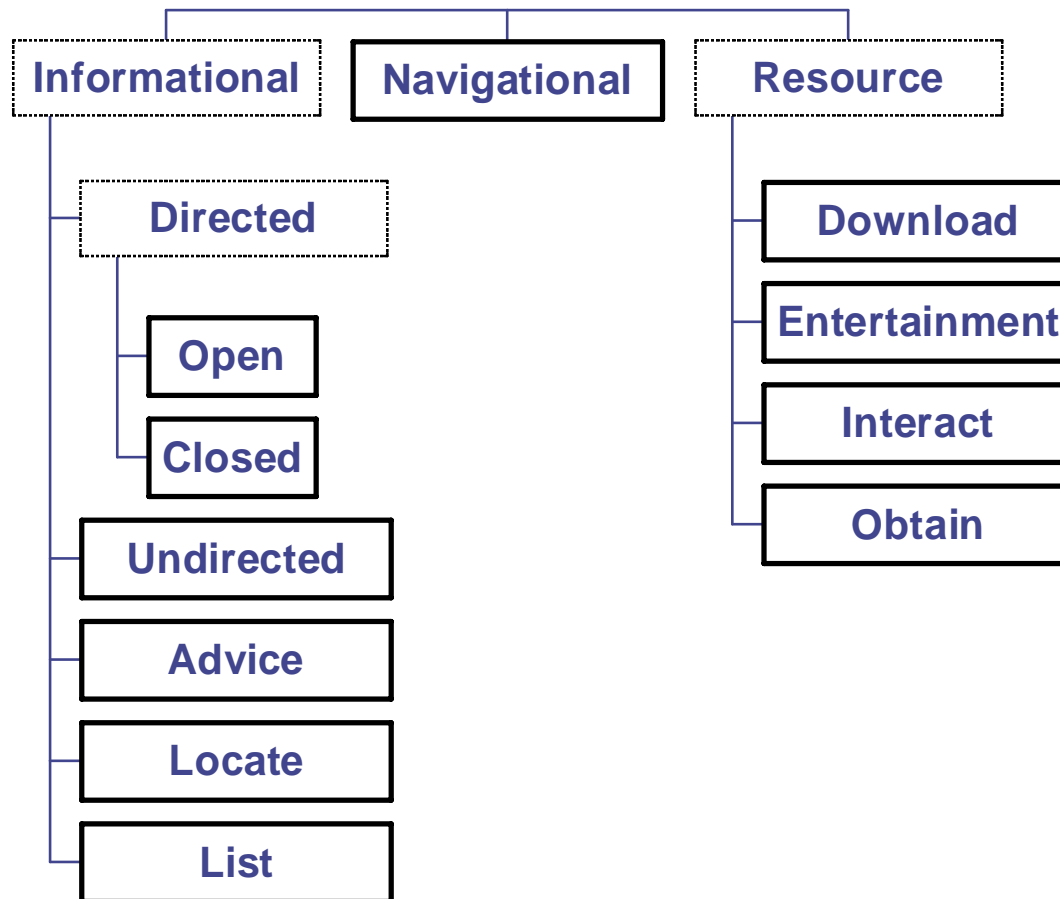 Informational
Navigational
Resource
Directed
Open
Closed
Undirected
Advice
Locate
List
Download
Entertainment
Interact
Obtain